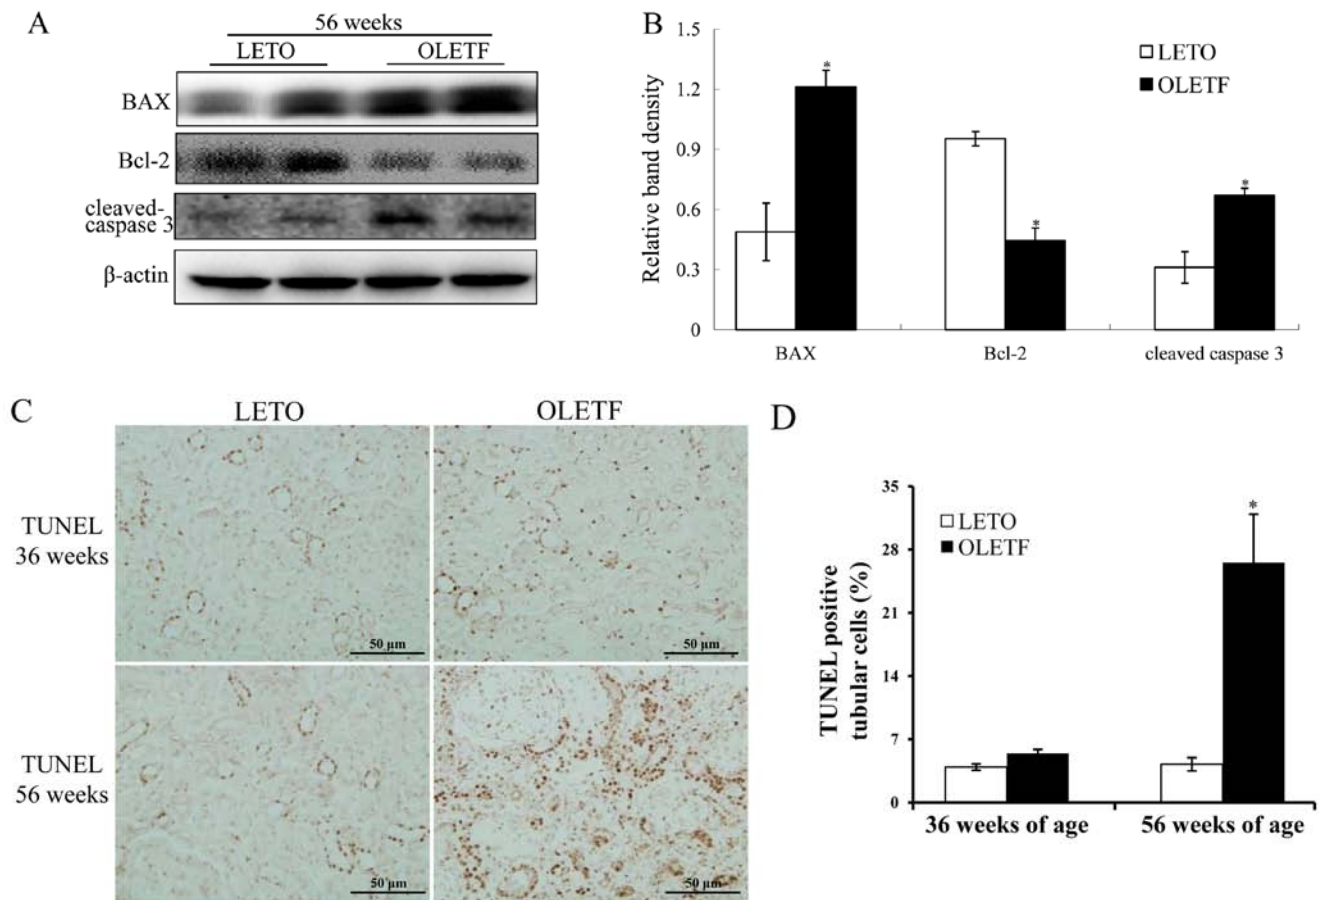 A
56 weeks
LETO OLETF
BAX
Bcl-2
cleaved-
caspase 3
β-actin
B
Relative band density
1.5
1.2
0.9
0.6
0.3
0
LETO
OLETF
*
*
*
BAX Bcl-2 cleaved caspase 3
C
LETO OLETF
TUNEL
36 weeks
50 μm 50 μm
TUNEL
56 weeks
50 μm 50 μm
D
TUNEL positive
tubular cells (%)
35
28
21
14
7
0
LETO
OLETF
*
36 weeks of age 56 weeks of age